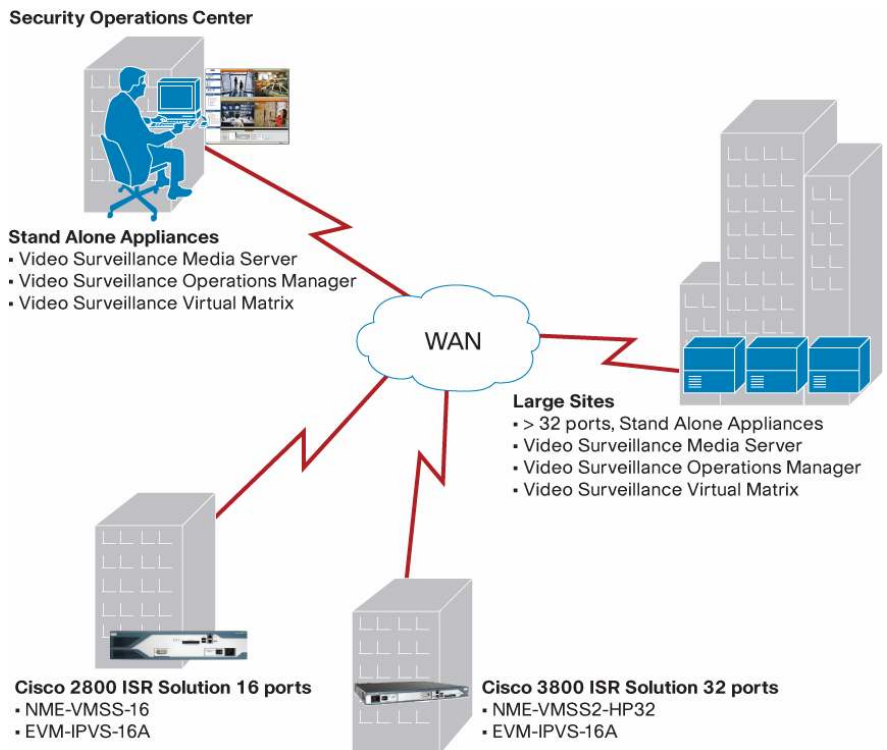 Security Operations Center
Stand Alone Appliances
▪ Video Surveillance Media Server
▪ Video Surveillance Operations Manager
▪ Video Surveillance Virtual Matrix
WAN
Large Sites
▪ > 32 ports, Stand Alone Appliances
▪ Video Surveillance Media Server
▪ Video Surveillance Operations Manager
▪ Video Surveillance Virtual Matrix
Cisco 2800 ISR Solution 16 ports
▪ NME-VMSS-16
▪ EVM-IPVS-16A
Cisco 3800 ISR Solution 32 ports
▪ NME-VMSS2-HP32
▪ EVM-IPVS-16A